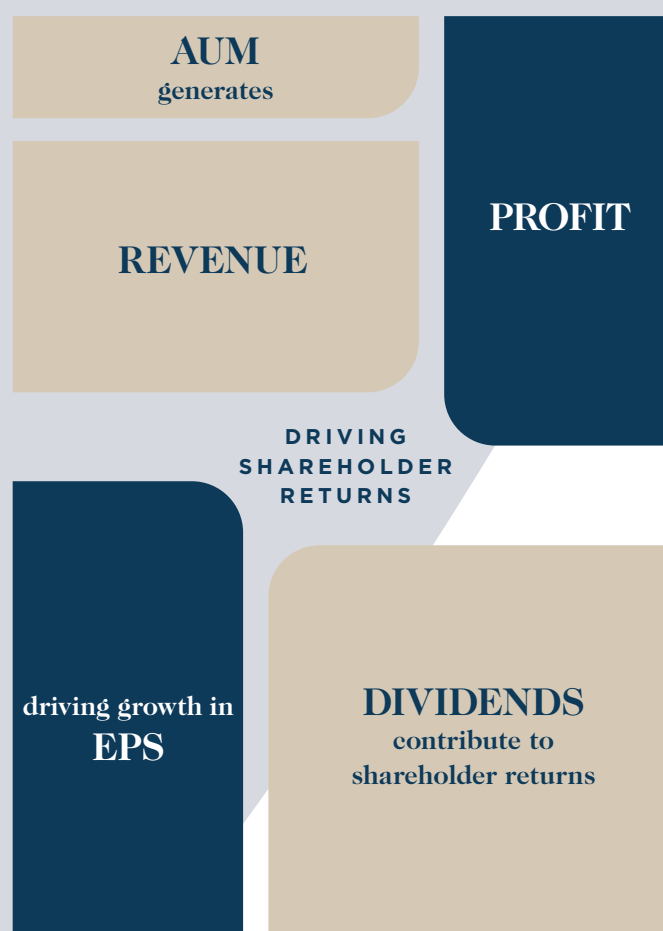 AUM
generates
REVENUE
PROFIT
DRIVING
SHAREHOLDER
RETURNS
driving growth in
EPS
DIVIDENDS
contribute to
shareholder returns